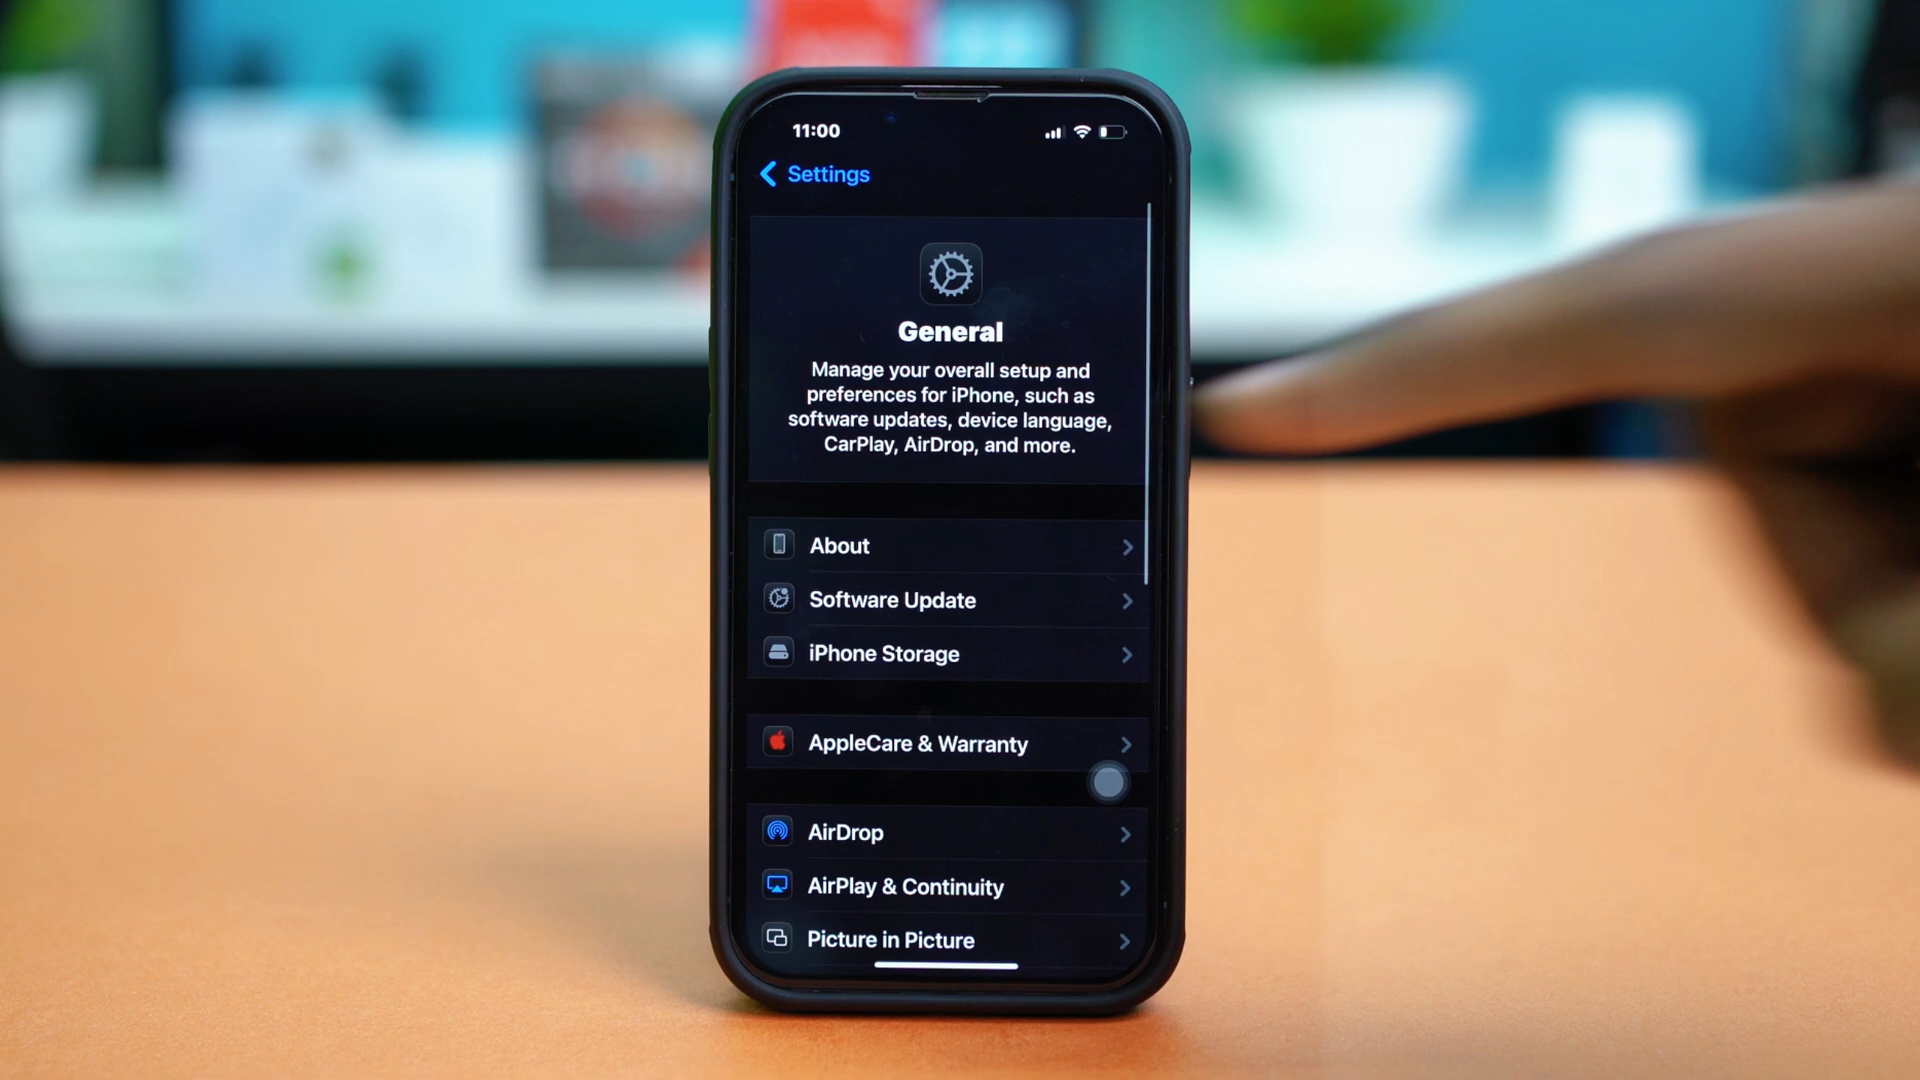 11:00
Settings
General
Manage your overall setup and
preferences for iPhone, such as
software updates, device language,
CarPlay, AirDrop, and more.
About
Software Update
iPhone Storage
AppleCare & Warranty
AirDrop
AirPlay & Continuity
Picture in Picture